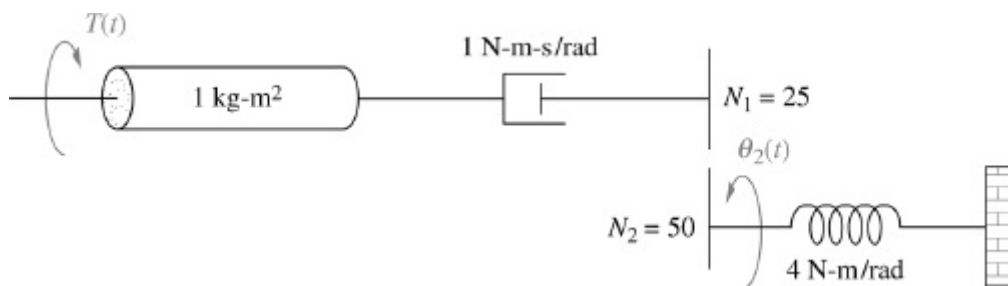 T(t)
1 N-m-s/rad
1 kg-m²
N₁ = 25
θ₂(t)
N₂ = 50
4 N-m/rad